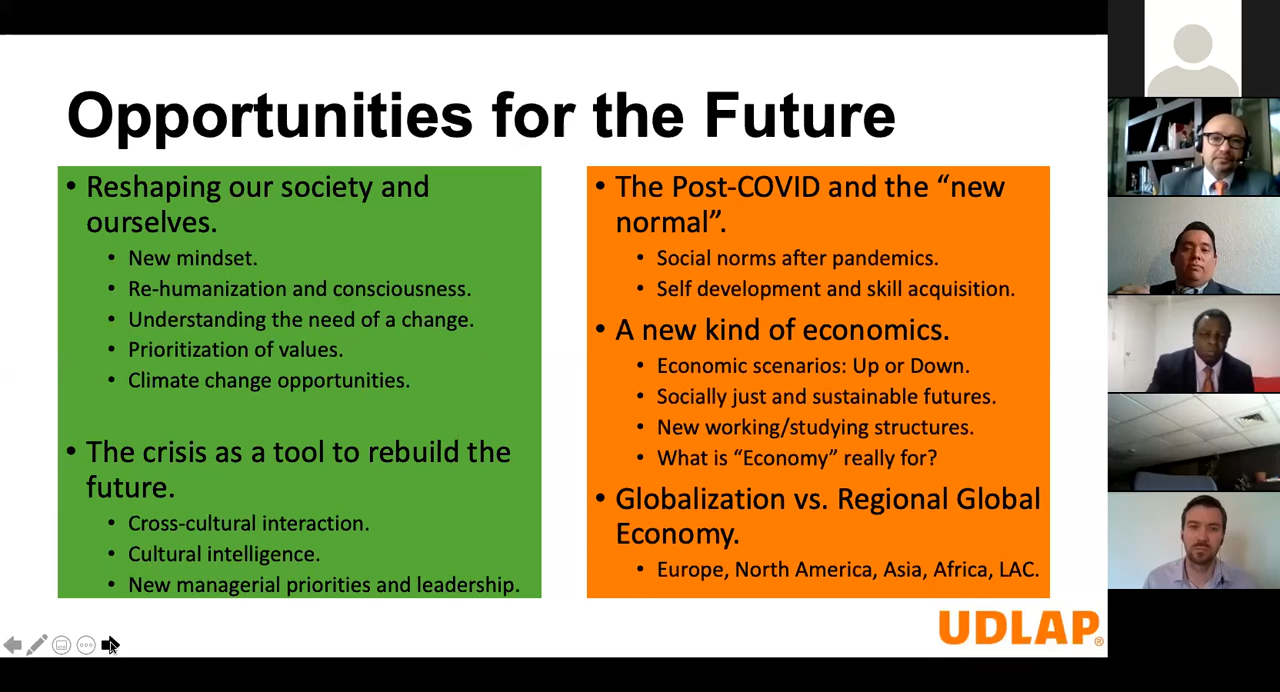 Opportunities for the Future
• Reshaping our society and
ourselves.
• New mindset.
• Re-humanization and consciousness.
• Understanding the need of a change.
• Prioritization of values.
• Climate change opportunities.
• The crisis as a tool to rebuild the
future.
• Cross-cultural interaction.
• Cultural intelligence.
• New managerial priorities and leadership.
• The Post-COVID and the “new
normal”.
• Social norms after pandemics.
• Self development and skill acquisition.
• A new kind of economics.
• Economic scenarios: Up or Down.
• Socially just and sustainable futures.
• New working/studying structures.
• What is “Economy” really for?
• Globalization vs. Regional Global
Economy.
• Europe, North America, Asia, Africa, LAC.
UDLAP®